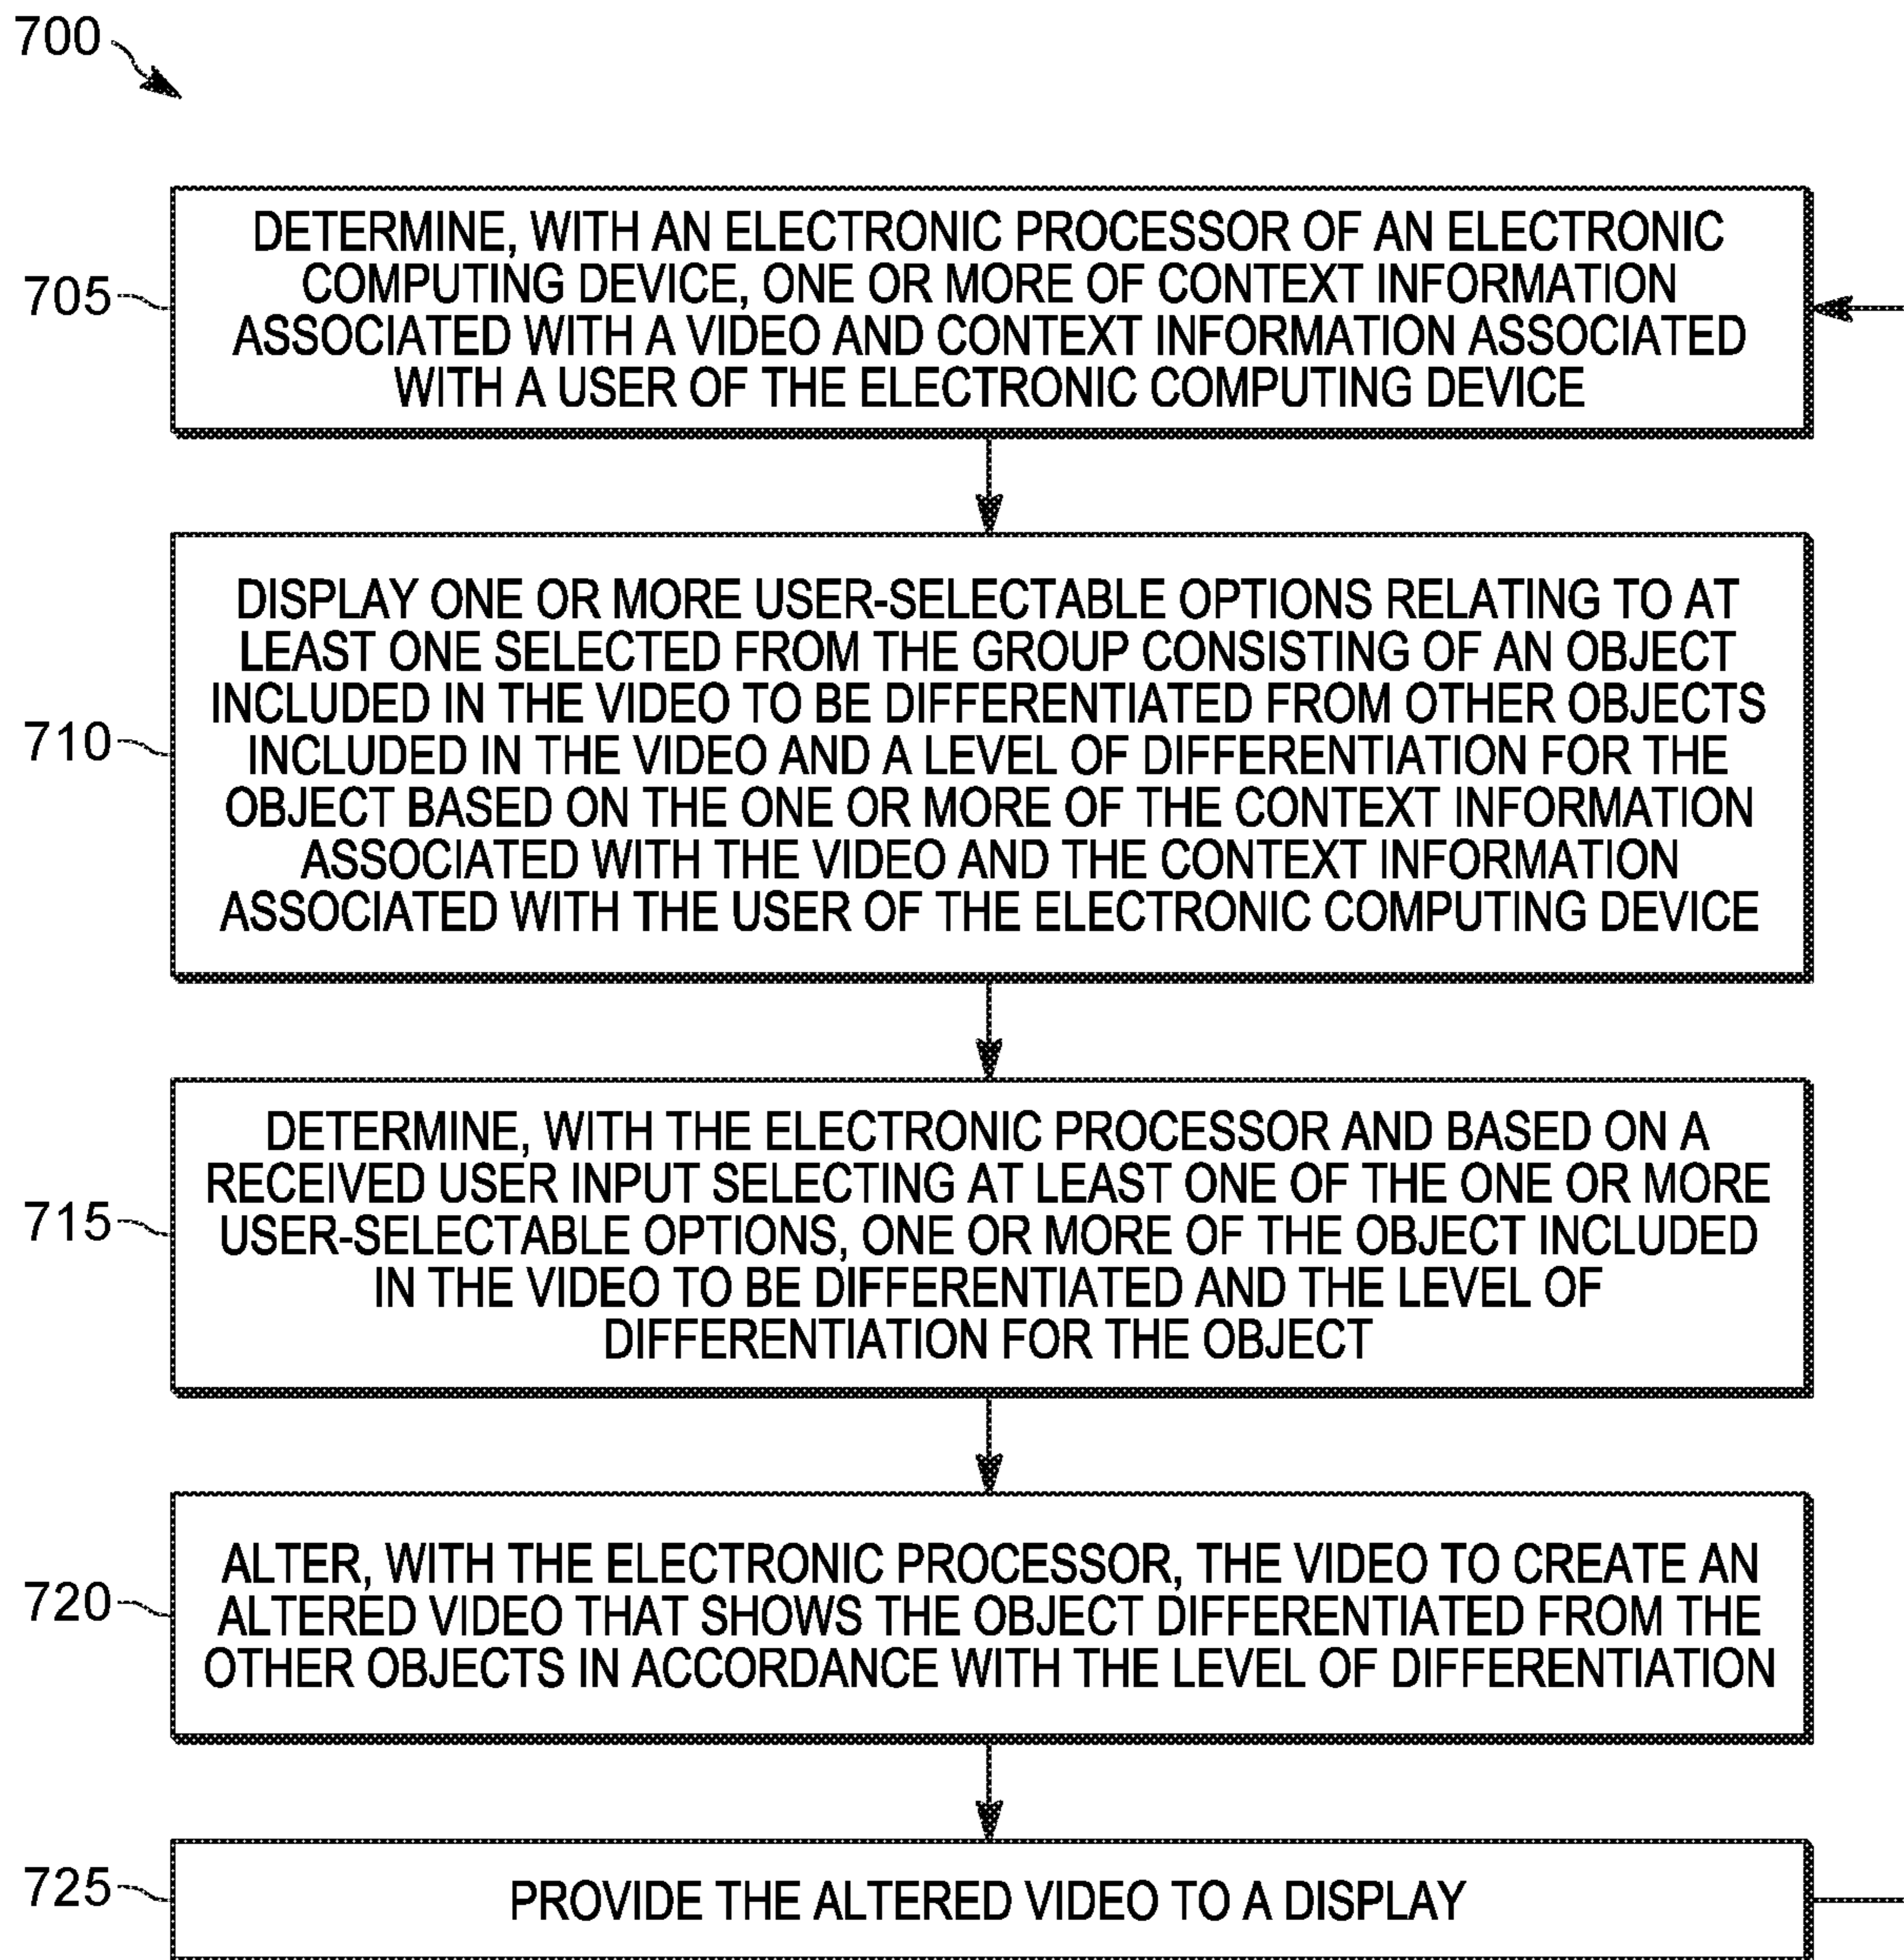 700
705
DETERMINE, WITH AN ELECTRONIC PROCESSOR OF AN ELECTRONIC
COMPUTING DEVICE, ONE OR MORE OF CONTEXT INFORMATION
ASSOCIATED WITH A VIDEO AND CONTEXT INFORMATION ASSOCIATED
WITH A USER OF THE ELECTRONIC COMPUTING DEVICE
710
DISPLAY ONE OR MORE USER-SELECTABLE OPTIONS RELATING TO AT
LEAST ONE SELECTED FROM THE GROUP CONSISTING OF AN OBJECT
INCLUDED IN THE VIDEO TO BE DIFFERENTIATED FROM OTHER OBJECTS
INCLUDED IN THE VIDEO AND A LEVEL OF DIFFERENTIATION FOR THE
OBJECT BASED ON THE ONE OR MORE OF THE CONTEXT INFORMATION
ASSOCIATED WITH THE VIDEO AND THE CONTEXT INFORMATION
ASSOCIATED WITH THE USER OF THE ELECTRONIC COMPUTING DEVICE
715
DETERMINE, WITH THE ELECTRONIC PROCESSOR AND BASED ON A
RECEIVED USER INPUT SELECTING AT LEAST ONE OF THE ONE OR MORE
USER-SELECTABLE OPTIONS, ONE OR MORE OF THE OBJECT INCLUDED
IN THE VIDEO TO BE DIFFERENTIATED AND THE LEVEL OF
DIFFERENTIATION FOR THE OBJECT
720
ALTER, WITH THE ELECTRONIC PROCESSOR, THE VIDEO TO CREATE AN
ALTERED VIDEO THAT SHOWS THE OBJECT DIFFERENTIATED FROM THE
OTHER OBJECTS IN ACCORDANCE WITH THE LEVEL OF DIFFERENTIATION
725
PROVIDE THE ALTERED VIDEO TO A DISPLAY